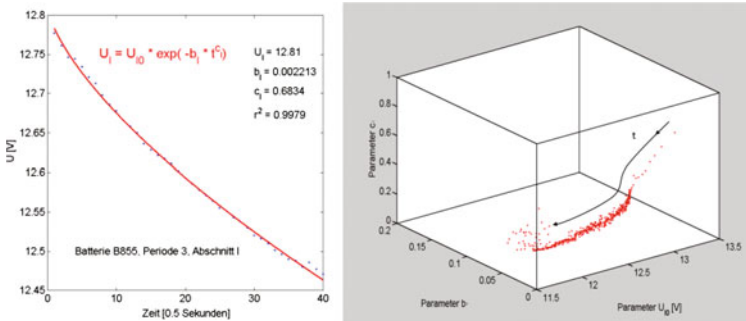 12.8
12.75
12.7
12.65
12.6
12.55
12.5
12.45
U [V]
U_I = U_I0 * exp( -b_I * t^c_I)
U_I = 12.81
b_I = 0.002213
c_I = 0.6834
r² = 0.9979
Batterie B855, Periode 3, Abschnitt I
0 10 20 30 40
Zeit [0.5 Sekunden]
1
0.8
0.6
0.4
0.2
0
Parameter c-
t
0.2
0.15
0.1
0.05
0
Parameter b-
11.5
12
12.5
13
13.5
Parameter U_I0 [V]